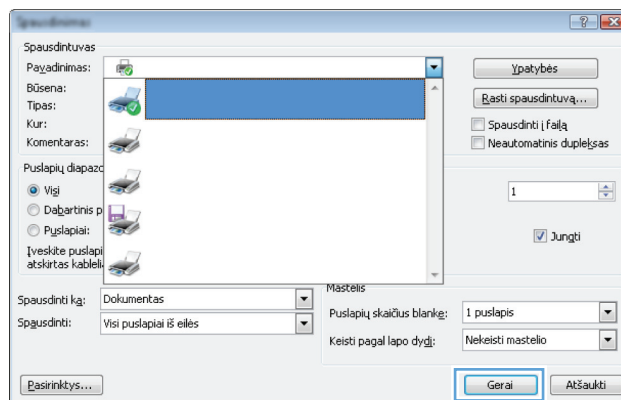 Spausdinimas
Spausdintuvas
Pavadinimas:
Ypatybės
Būsena:
Tipas:
Rasti spausdintuvą...
Kur:
Spausdinti į failą
Komentaras:
Neautomatinis dupleksas
Puslapių diapazo
Visi
1
Dabartinis p
Puslapiai:
Jungti
Įveskite puslapi
atskirtas kableli
Mastelis
Spausdinti ką:
Dokumentas
Puslapių skaičius blanke:
1 puslapis
Spausdinti:
Visi puslapiai iš eilės
Keisti pagal lapo dydį:
Nekeisti mastelio
Pasirinktys...
Gerai
Atšaukti